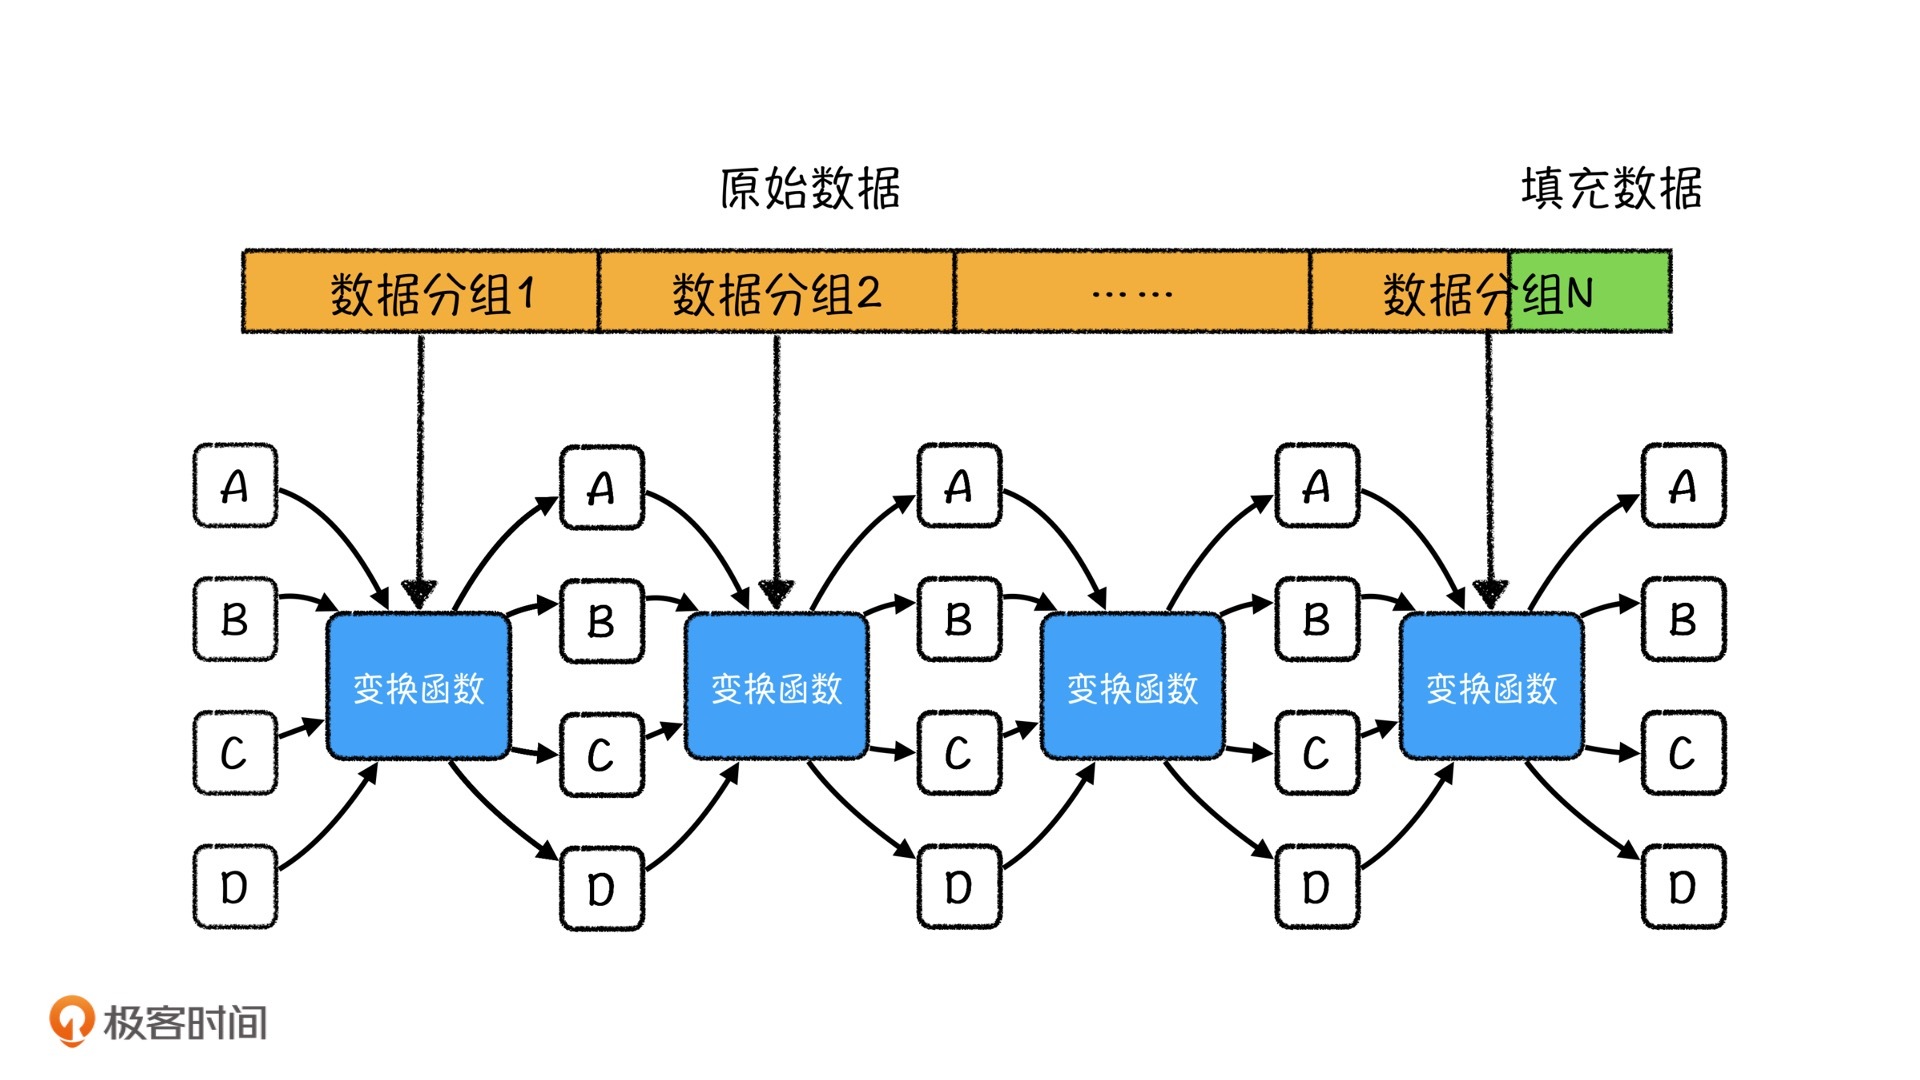 原始数据 填充数据
数据分组1 数据分组2 …… 数据分组N
A A A A A
B B B B B
变换函数 变换函数 变换函数 变换函数
C C C C C
D D D D D
极客时间